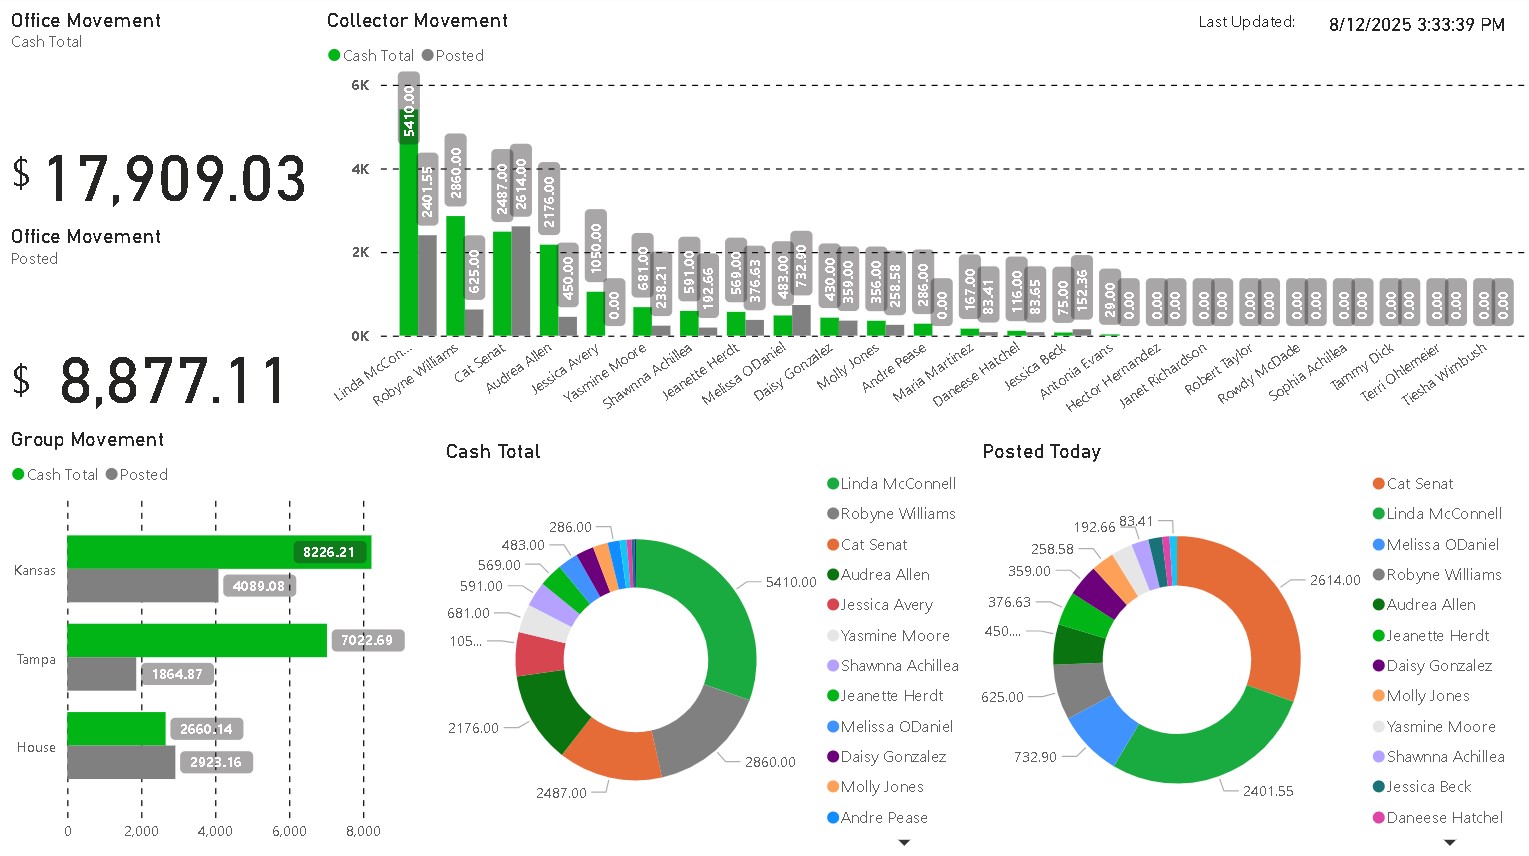 Office Movement
Cash Total
$ 17,909.03
Office Movement
Posted
$ 8,877.11
Collector Movement
Last Updated: 8/12/2025 3:33:39 PM
Cash Total Posted
6K
4K
2K
0K
5410.00 2401.55 2860.00 625.00 2487.00 2614.00 2176.00 450.00 1050.00 0.00 681.00 238.21 591.00 192.66 569.00 376.63 483.00 732.90 430.00 359.00 356.00 258.58 286.00 0.00 167.00 83.41 116.00 83.65 75.00 152.36 29.00 0.00 0.00 0.00 0.00 0.00 0.00 0.00 0.00 0.00 0.00 0.00 0.00 0.00 0.00 0.00 0.00 0.00
Linda McCon...
Robyne Williams
Cat Senat
Audrea Allen
Jessica Avery
Yasmine Moore
Shawnna Achillea
Jeanette Herdt
Melissa ODaniel
Daisy Gonzalez
Molly Jones
Andre Pease
Maria Martinez
Daneese Hatchel
Jessica Beck
Antonia Evans
Hector Hernandez
Janet Richardson
Robert Taylor
Rowdy McDade
Sophia Achillea
Tammy Dick
Terri Ohlemeier
Tiesha Wimbush
Group Movement
Cash Total Posted
Kansas
8226.21
4089.08
Tampa
7022.69
1864.87
House
2660.14
2923.16
0 2,000 4,000 6,000 8,000
Cash Total
286.00
483.00
569.00
591.00
681.00
105...
2176.00
2487.00
2860.00
5410.00
Linda McConnell
Robyne Williams
Cat Senat
Audrea Allen
Jessica Avery
Yasmine Moore
Shawnna Achillea
Jeanette Herdt
Melissa ODaniel
Daisy Gonzalez
Molly Jones
Andre Pease
Posted Today
83.41
192.66
258.58
359.00
376.63
450....
625.00
732.90
2401.55
2614.00
Cat Senat
Linda McConnell
Melissa ODaniel
Robyne Williams
Audrea Allen
Jeanette Herdt
Daisy Gonzalez
Molly Jones
Yasmine Moore
Shawnna Achillea
Jessica Beck
Daneese Hatchel